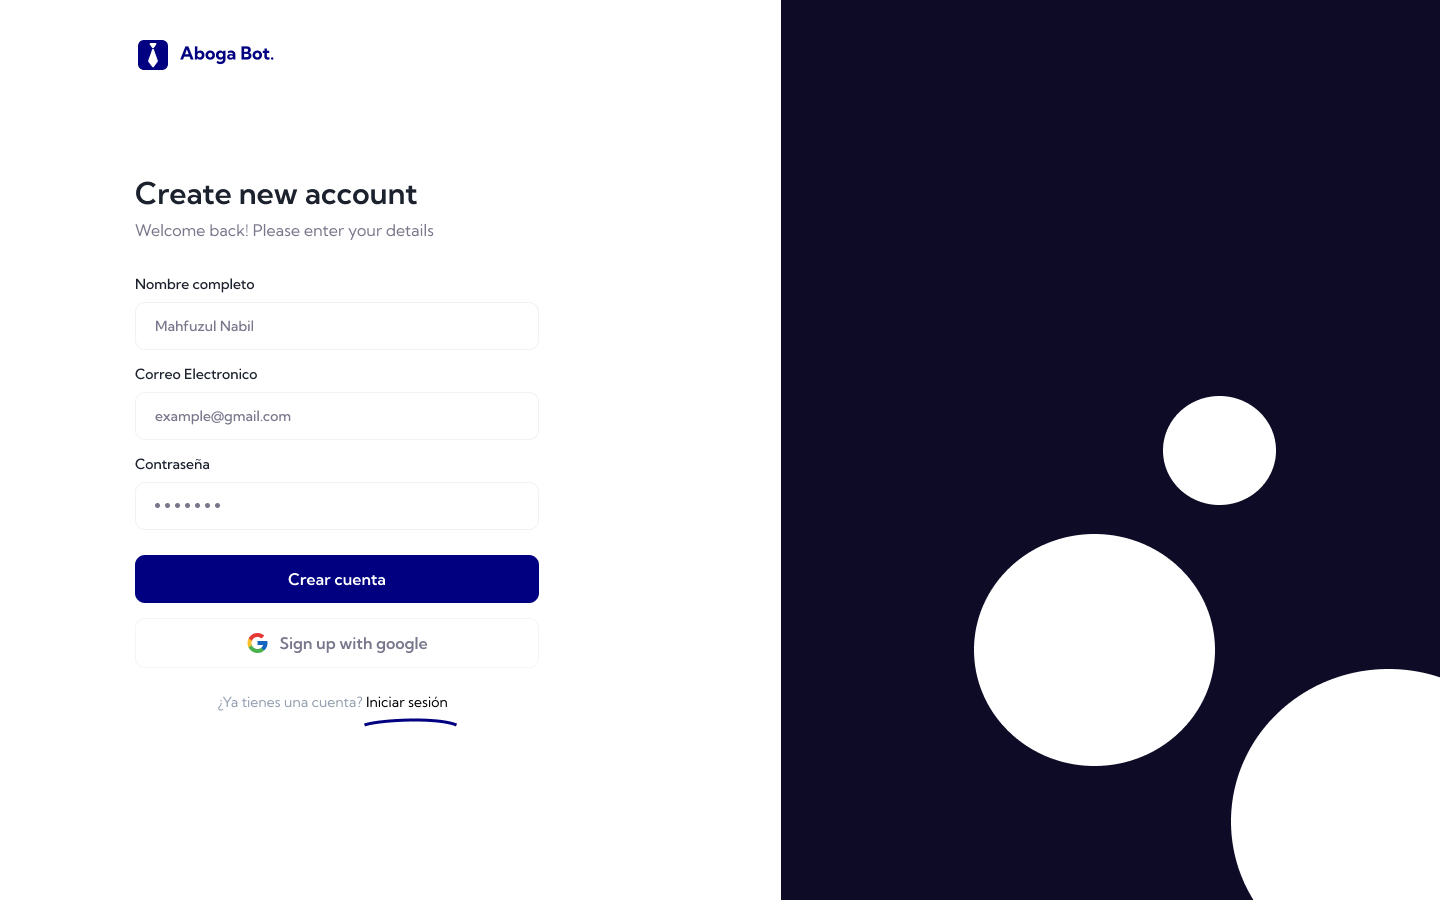 Aboga Bot.
Create new account
Welcome back! Please enter your details
Nombre completo
Mahfuzul Nabil
Correo Electronico
example@gmail.com
Contraseña
•••••••
Crear cuenta
Sign up with google
¿Ya tienes una cuenta? Iniciar sesión